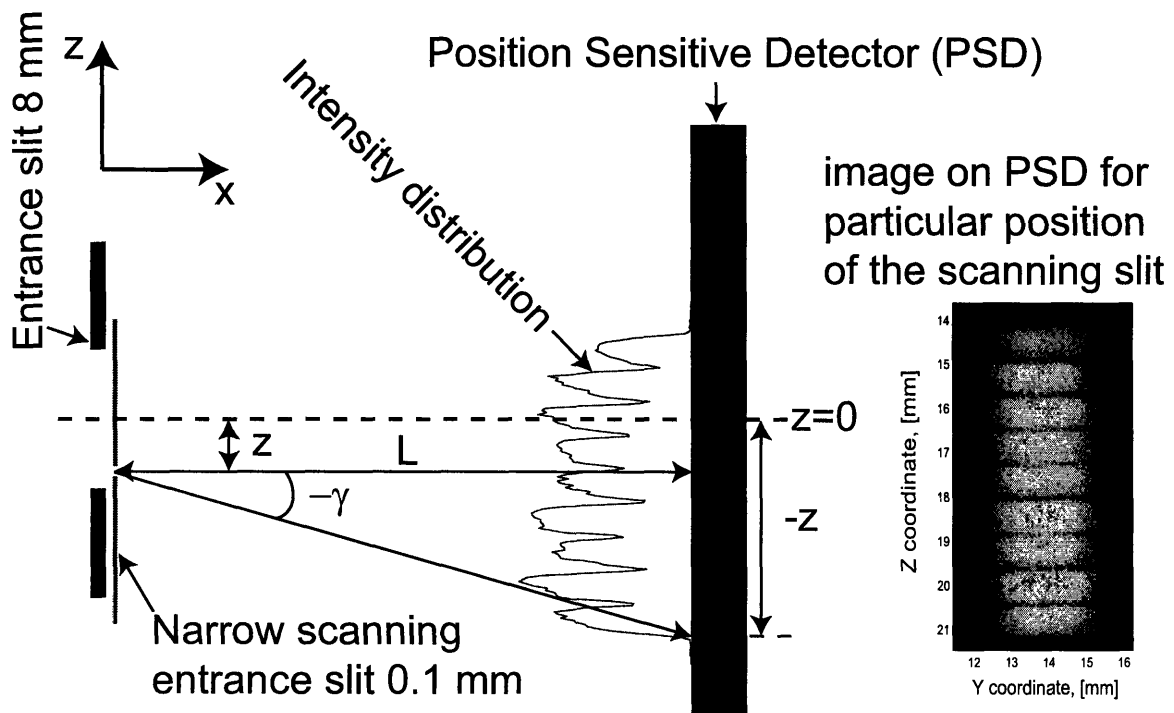 Z
x
Entrance slit 8 mm
Intensity distribution
Position Sensitive Detector (PSD)
image on PSD for
particular position
of the scanning slit
-z=0
z
L
-γ
-z
Narrow scanning
entrance slit 0.1 mm
Z coordinate, [mm]
14
15
16
17
18
19
20
21
12 13 14 15 16
Y coordinate, [mm]